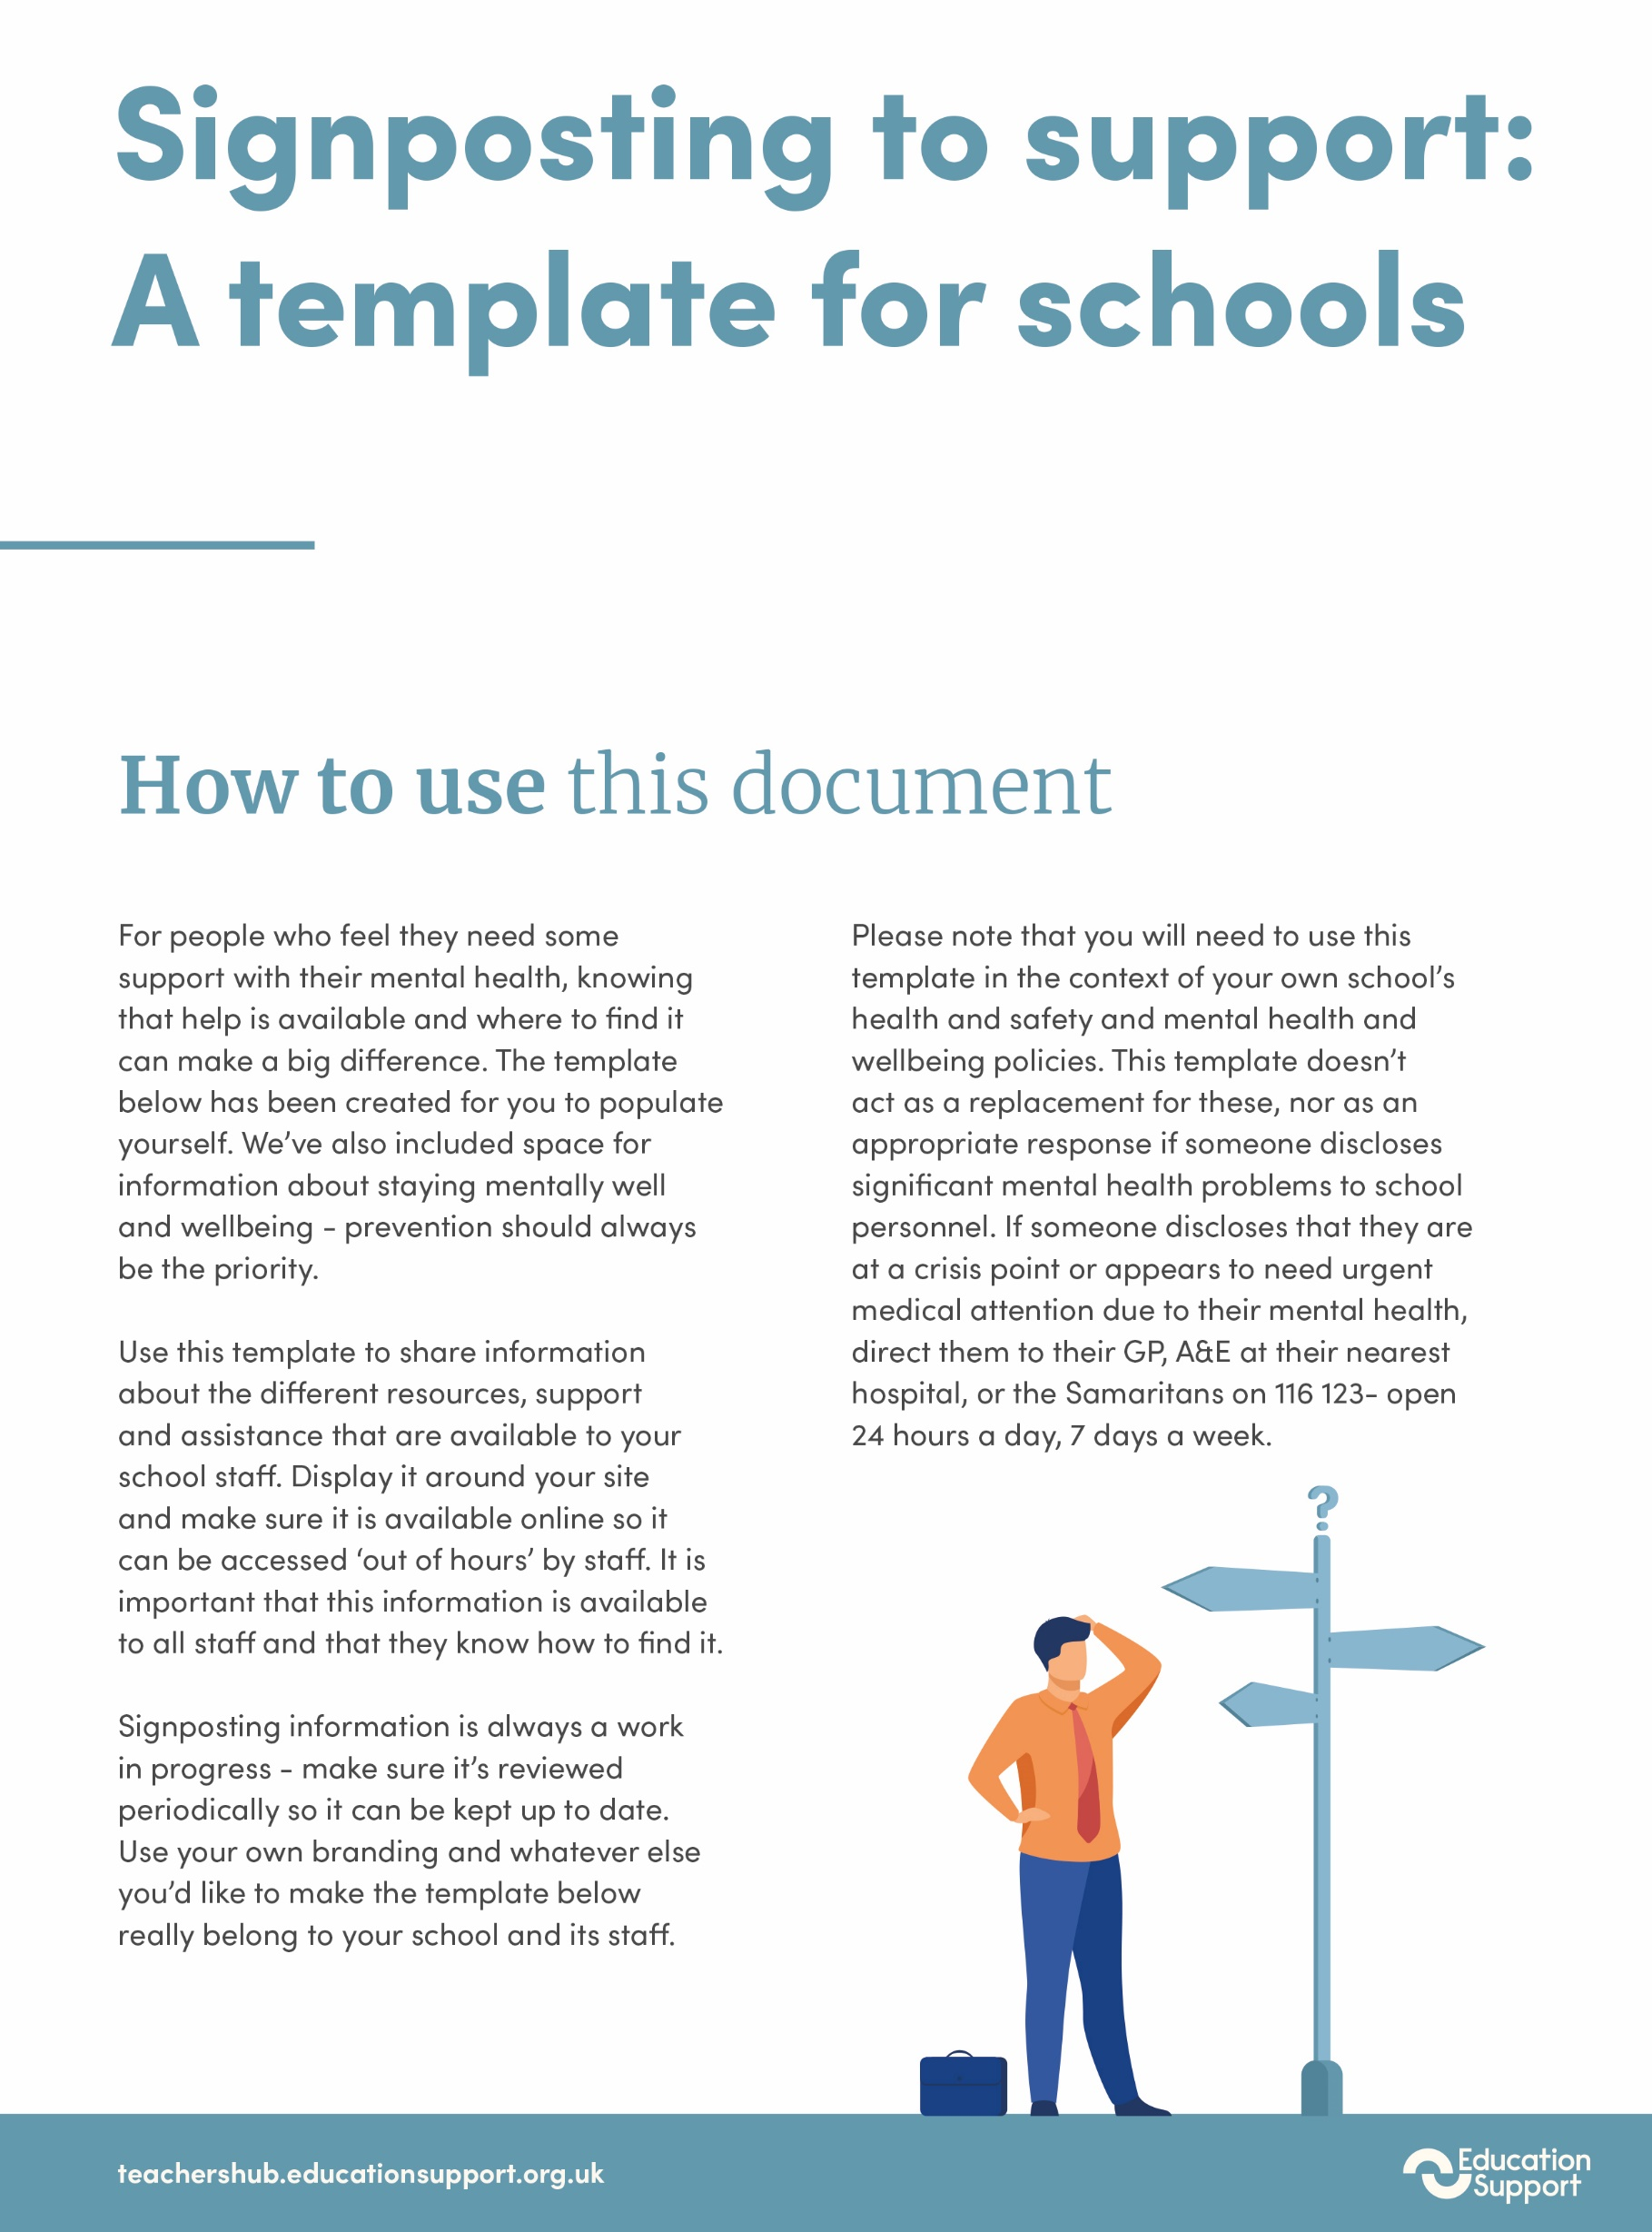 Signposting to support:
A template for schools
How to use this document
For people who feel they need some
support with their mental health, knowing
that help is available and where to find it
can make a big difference. The template
below has been created for you to populate
yourself. We’ve also included space for
information about staying mentally well
and wellbeing - prevention should always
be the priority.
Use this template to share information
about the different resources, support
and assistance that are available to your
school staff. Display it around your site
and make sure it is available online so it
can be accessed ‘out of hours’ by staff. It is
important that this information is available
to all staff and that they know how to find it.
Signposting information is always a work
in progress - make sure it’s reviewed
periodically so it can be kept up to date.
Use your own branding and whatever else
you’d like to make the template below
really belong to your school and its staff.
Please note that you will need to use this
template in the context of your own school’s
health and safety and mental health and
wellbeing policies. This template doesn’t
act as a replacement for these, nor as an
appropriate response if someone discloses
significant mental health problems to school
personnel. If someone discloses that they are
at a crisis point or appears to need urgent
medical attention due to their mental health,
direct them to their GP, A&E at their nearest
hospital, or the Samaritans on 116 123- open
24 hours a day, 7 days a week.
?
teachershub.educationsupport.org.uk
Education
Support